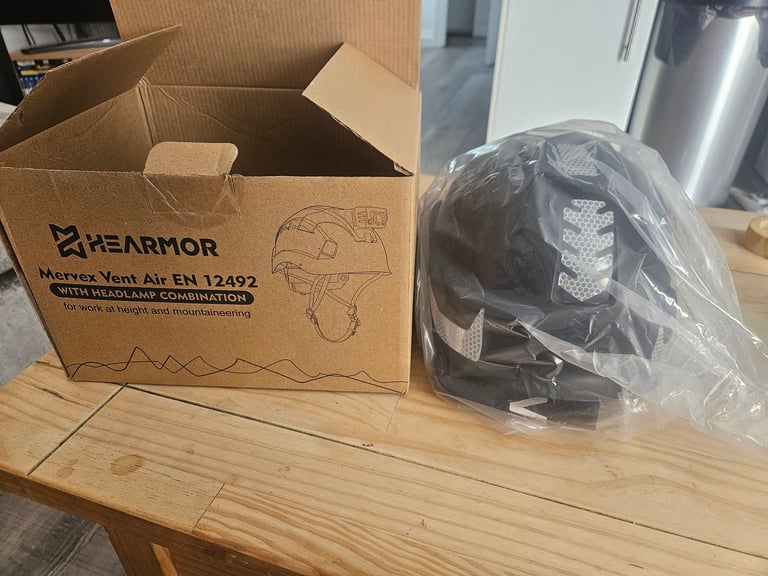 HEARMOR
Mervex Vent Air EN 12492
WITH HEADLAMP COMBINATION
for work at height and mountaineering